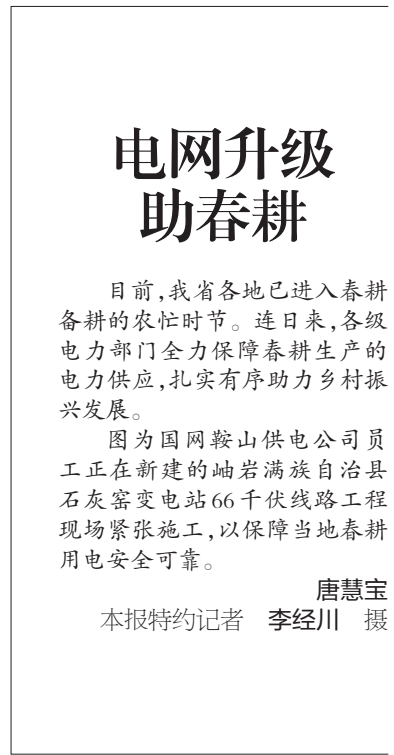 电网升级
助春耕
目前,我省各地已进入春耕
备耕的农忙时节。连日来,各级
电力部门全力保障春耕生产的
电力供应,扎实有序助力乡村振
兴发展。
图为国网鞍山供电公司员
工正在新建的岫岩满族自治县
石灰窑变电站66千伏线路工程
现场紧张施工,以保障当地春耕
用电安全可靠。
唐慧宝
本报特约记者 李经川 摄